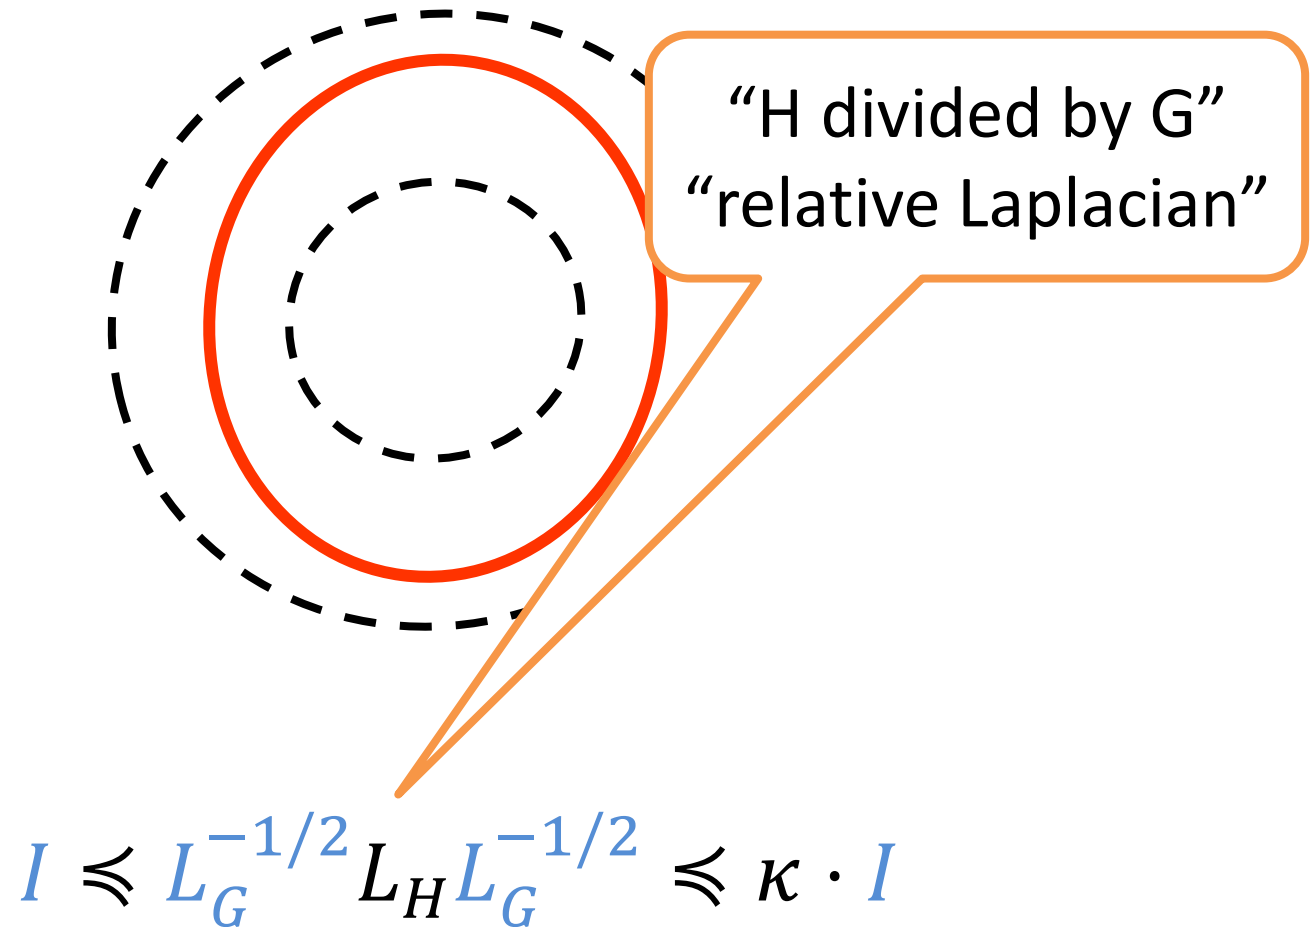 “H divided by G”
“relative Laplacian”
I ≼ L_G^{-1/2} L_H L_G^{-1/2} ≼ κ · I